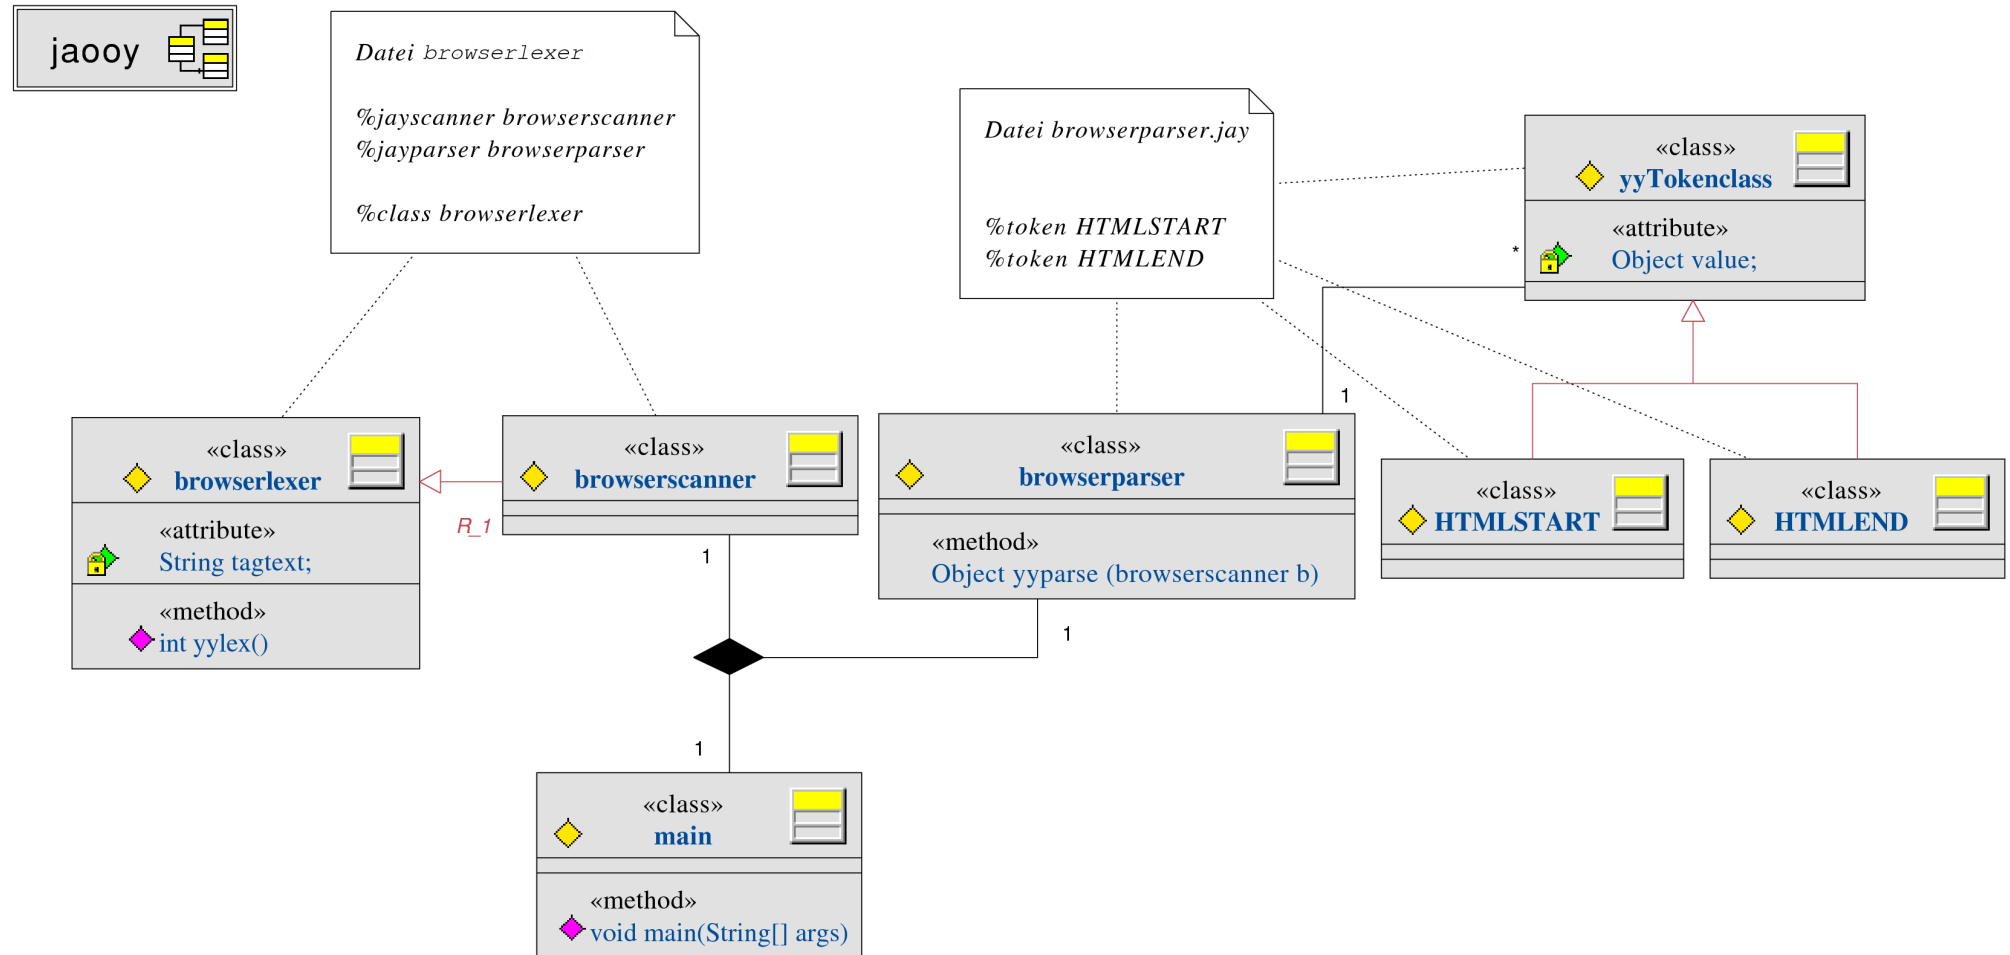 jaooy
Datei browserlexer
%jayscanner browserscanner
%jayparser browserparser
%class browserlexer
Datei browserparser.jay
%token HTMLSTART
%token HTMLEND
«class»
yyTokenclass
«attribute»
Object value;
*
1
«class»
browserlexer
«attribute»
String tagtext;
«method»
int yylex()
R_1
«class»
browserscanner
1
«class»
browserparser
«method»
Object yyparse (browserscanner b)
1
«class»
HTMLSTART
«class»
HTMLEND
1
«class»
main
«method»
void main(String[] args)